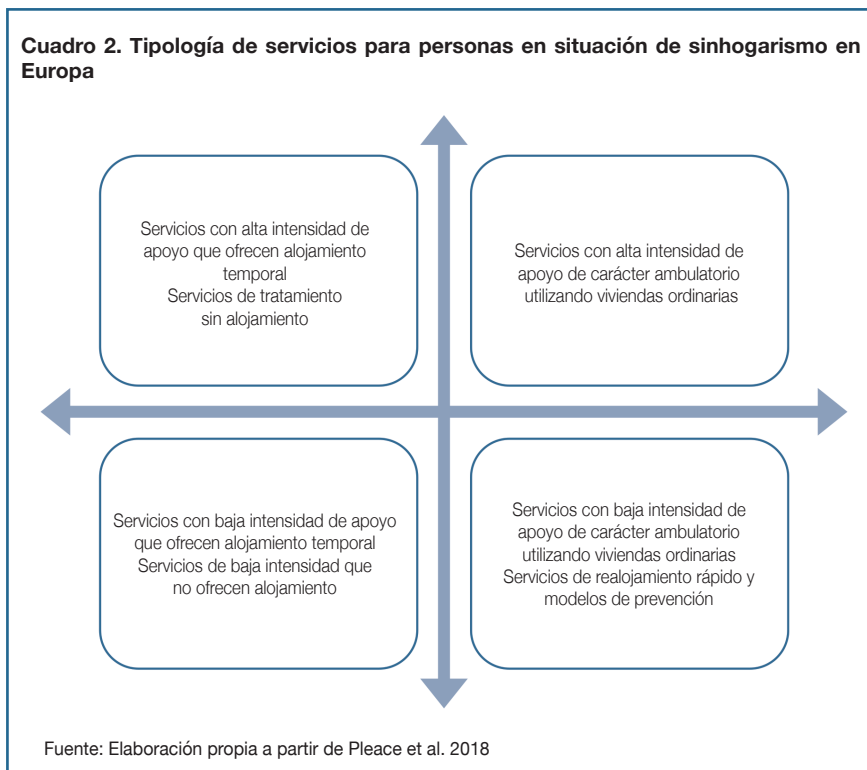 Cuadro 2. Tipología de servicios para personas en situación de sinhogarismo en
Europa
Servicios con alta intensidad de
apoyo que ofrecen alojamiento
temporal
Servicios de tratamiento
sin alojamiento
Servicios con alta intensidad de
apoyo de carácter ambulatorio
utilizando viviendas ordinarias
Servicios con baja intensidad de apoyo
que ofrecen alojamiento temporal
Servicios de baja intensidad que
no ofrecen alojamiento
Servicios con baja intensidad de
apoyo de carácter ambulatorio
utilizando viviendas ordinarias
Servicios de realojamiento rápido y
modelos de prevención
Fuente: Elaboración propia a partir de Pleace et al. 2018